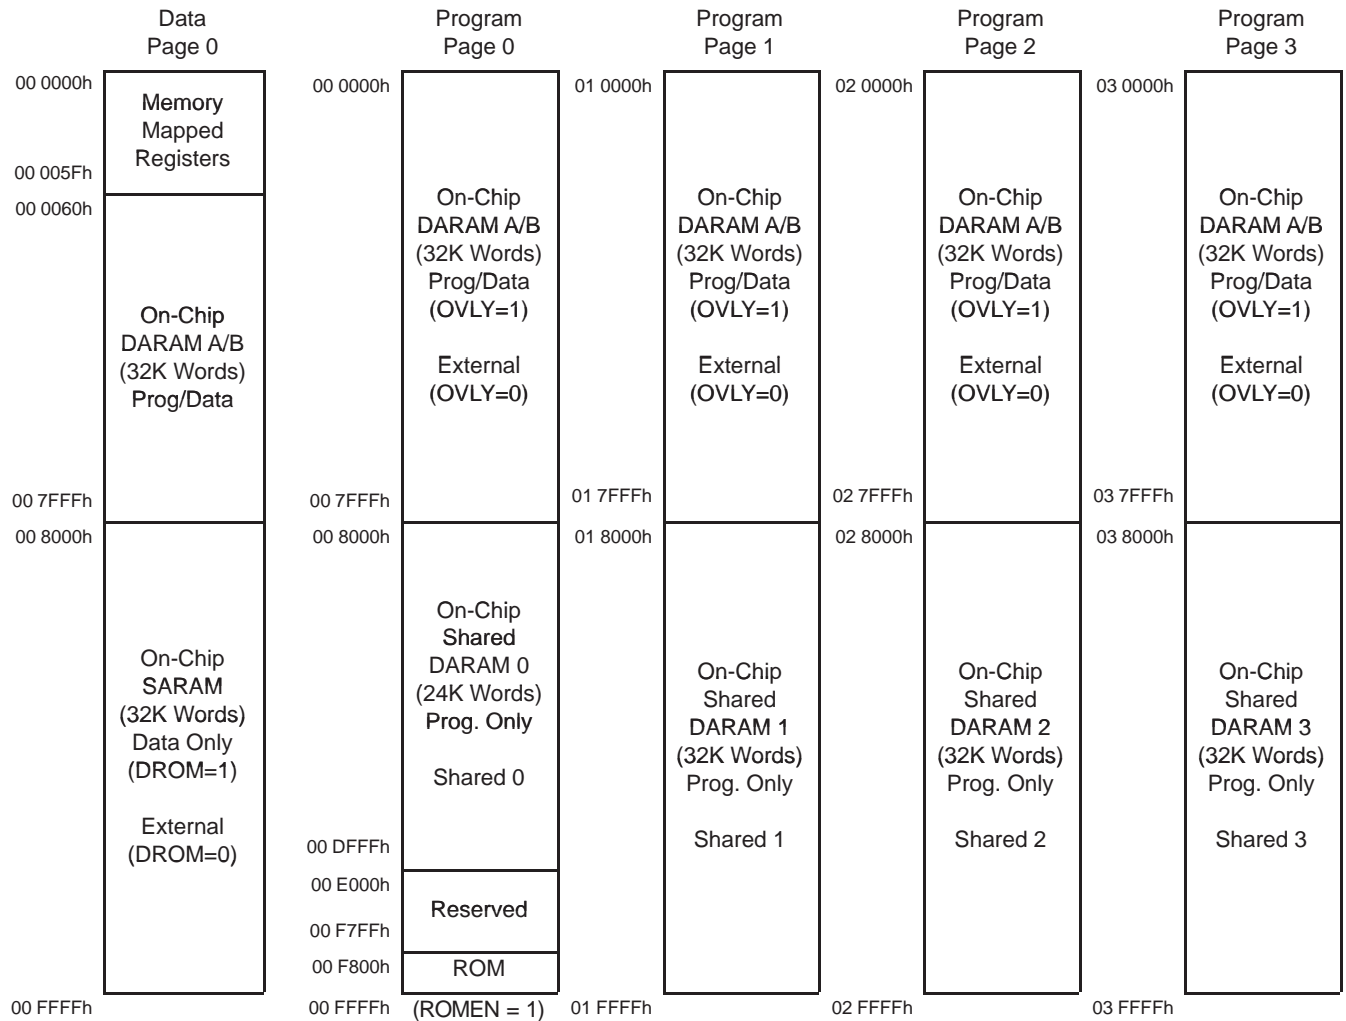 Data
Page 0
00 0000h
Memory
Mapped
Registers
00 005Fh
00 0060h
On-Chip
DARAM A/B
(32K Words)
Prog/Data
00 7FFFh
00 8000h
On-Chip
SARAM
(32K Words)
Data Only
(DROM=1)
External
(DROM=0)
00 FFFFh
Program
Page 0
00 0000h
On-Chip
DARAM A/B
(32K Words)
Prog/Data
(OVLY=1)
External
(OVLY=0)
00 7FFFh
00 8000h
On-Chip
Shared
DARAM 0
(24K Words)
Prog. Only
Shared 0
00 DFFFh
00 E000h
Reserved
00 F7FFh
00 F800h
ROM
00 FFFFh
(ROMEN = 1)
Program
Page 1
01 0000h
On-Chip
DARAM A/B
(32K Words)
Prog/Data
(OVLY=1)
External
(OVLY=0)
01 7FFFh
01 8000h
On-Chip
Shared
DARAM 1
(32K Words)
Prog. Only
Shared 1
01 FFFFh
Program
Page 2
02 0000h
On-Chip
DARAM A/B
(32K Words)
Prog/Data
(OVLY=1)
External
(OVLY=0)
02 7FFFh
02 8000h
On-Chip
Shared
DARAM 2
(32K Words)
Prog. Only
Shared 2
02 FFFFh
Program
Page 3
03 0000h
On-Chip
DARAM A/B
(32K Words)
Prog/Data
(OVLY=1)
External
(OVLY=0)
03 7FFFh
03 8000h
On-Chip
Shared
DARAM 3
(32K Words)
Prog. Only
Shared 3
03 FFFFh